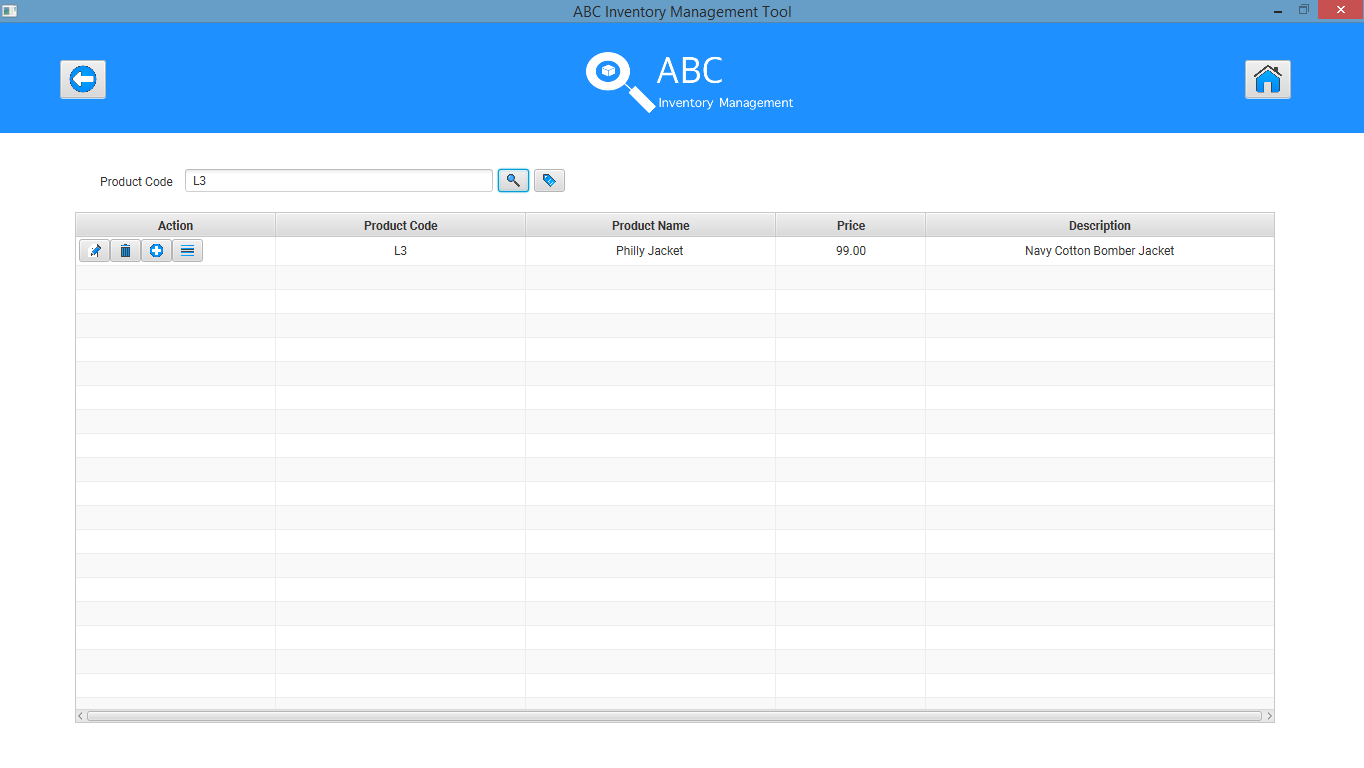 ABC Inventory Management Tool
ABC
Inventory Management
Product Code L3
Action Product Code Product Name Price Description
L3 Philly Jacket 99.00 Navy Cotton Bomber Jacket